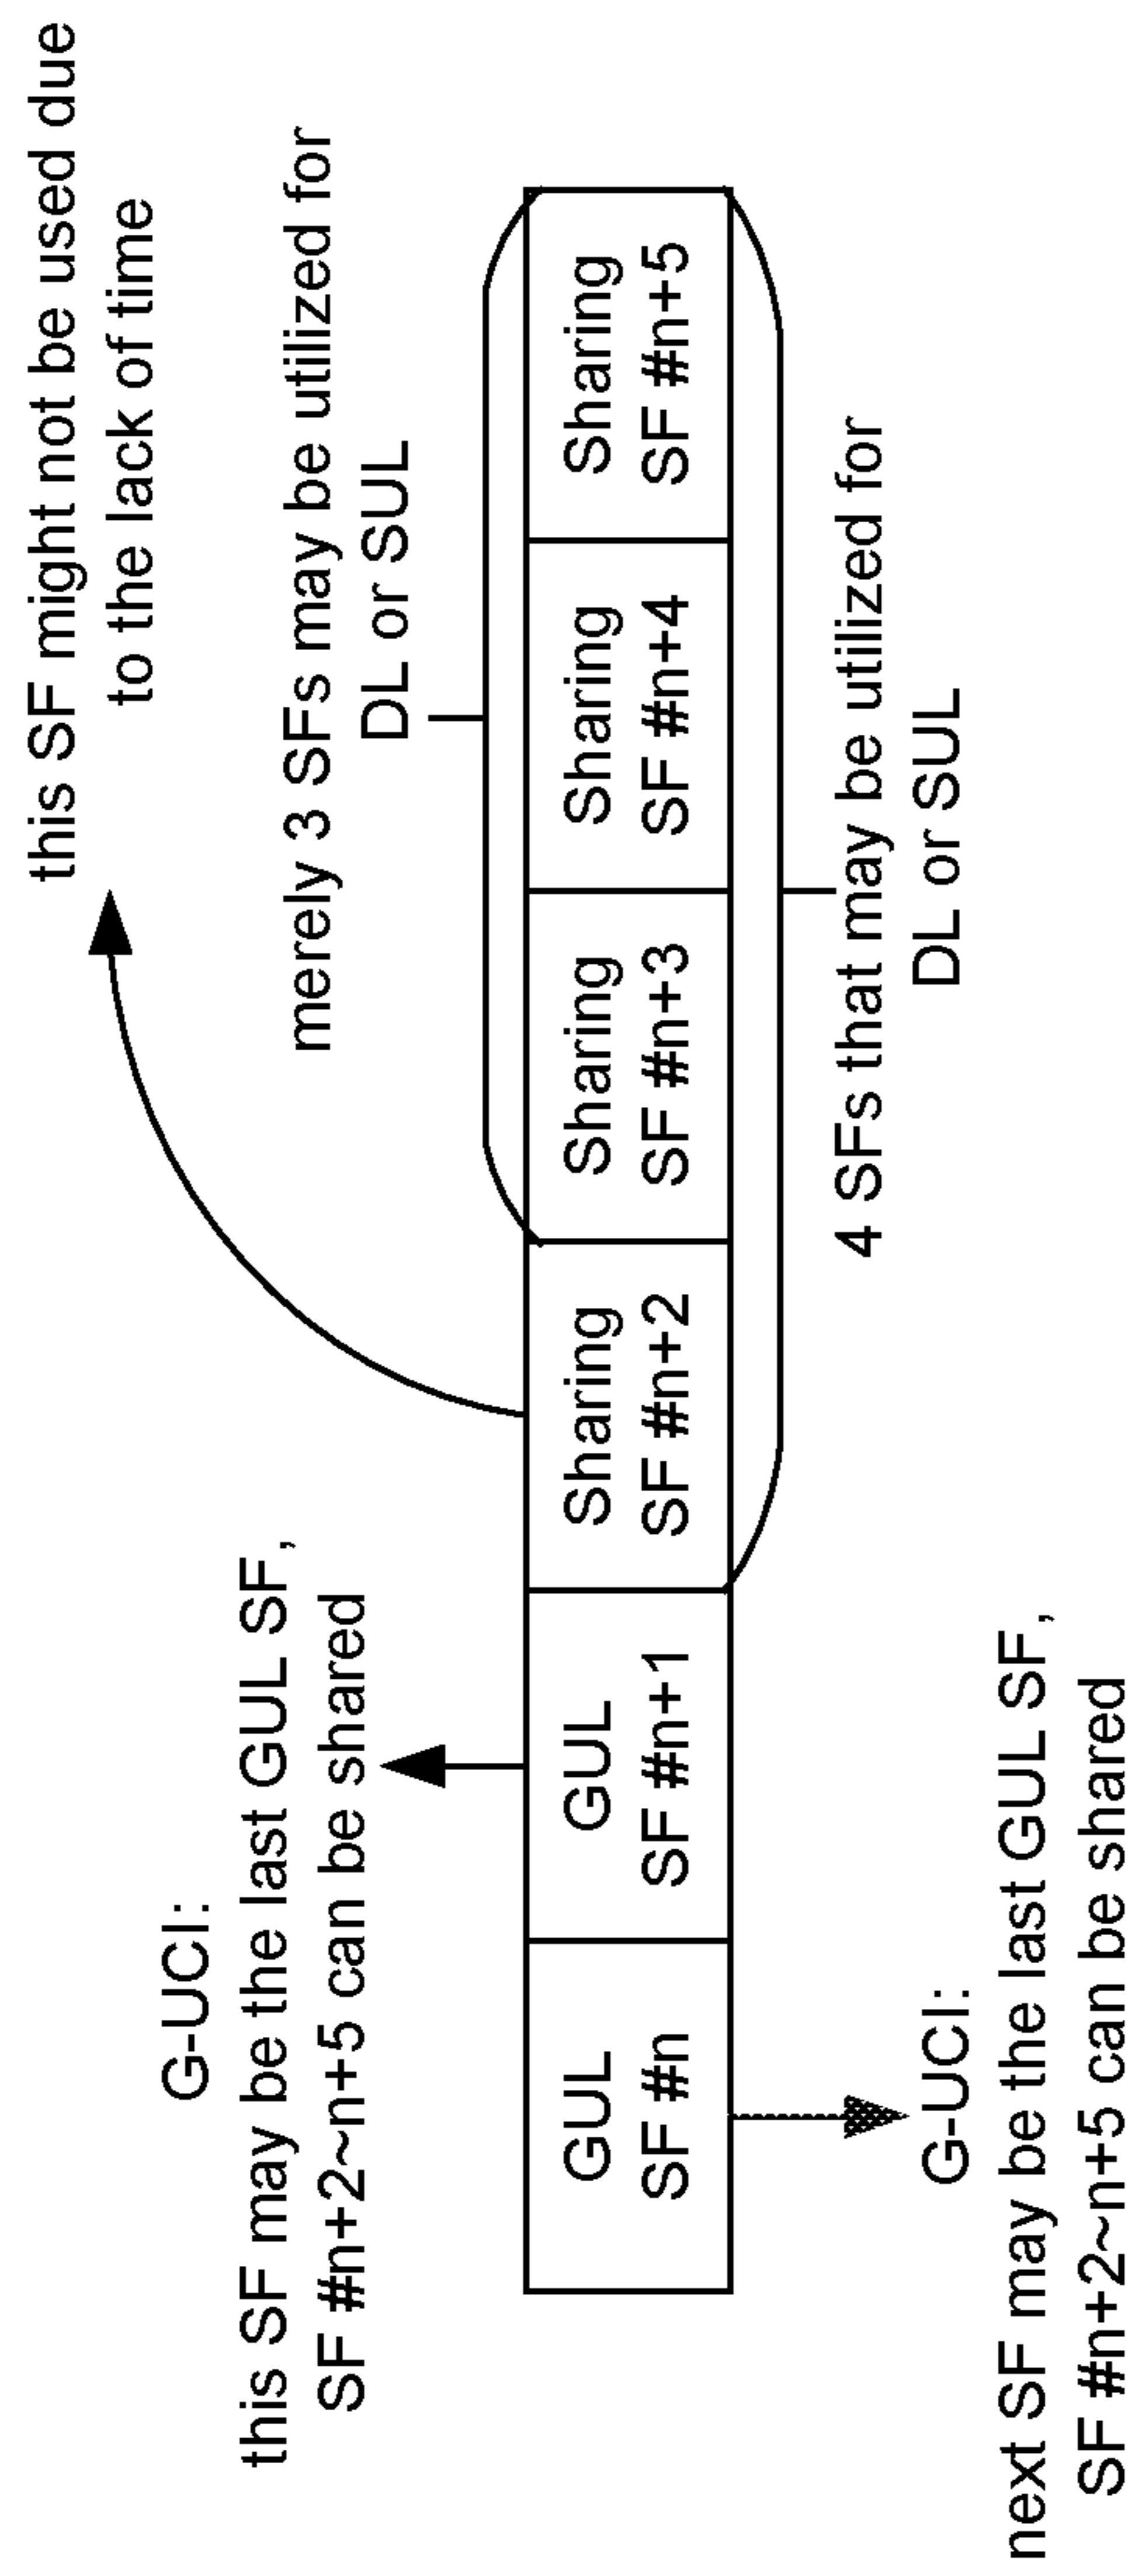 this SF might not be used due
to the lack of time
merely 3 SFs may be utilized for
DL or SUL
G-UCI:
this SF may be the last GUL SF,
SF #n+2~n+5 can be shared
GUL
SF #n
GUL
SF #n+1
Sharing
SF #n+2
Sharing
SF #n+3
Sharing
SF #n+4
Sharing
SF #n+5
4 SFs that may be utilized for
DL or SUL
G-UCI:
next SF may be the last GUL SF,
SF #n+2~n+5 can be shared